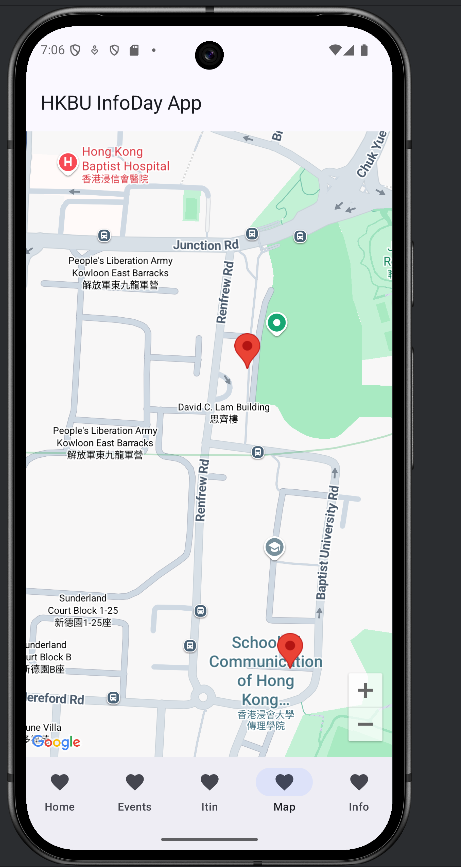 7:06
HKBU InfoDay App
Hong Kong
Baptist Hospital
香港浸信會醫院
Chuk Yue
Junction Rd
People's Liberation Army
Kowloon East Barracks
解放軍東九龍軍營
Renfrew Rd
David C. Lam Building
思齊樓
People's Liberation Army
Kowloon East Barracks
解放軍東九龍軍營
Renfrew Rd
Baptist University Rd
Sunderland
Court Block 1-25
新德園1-25座
underland
urt Block B
德園B座
School
Communication
of Hong
Kong...
香港浸會大學
傳理學院
ereford Rd
une Villa
Google
+
−
Home
Events
Itin
Map
Info